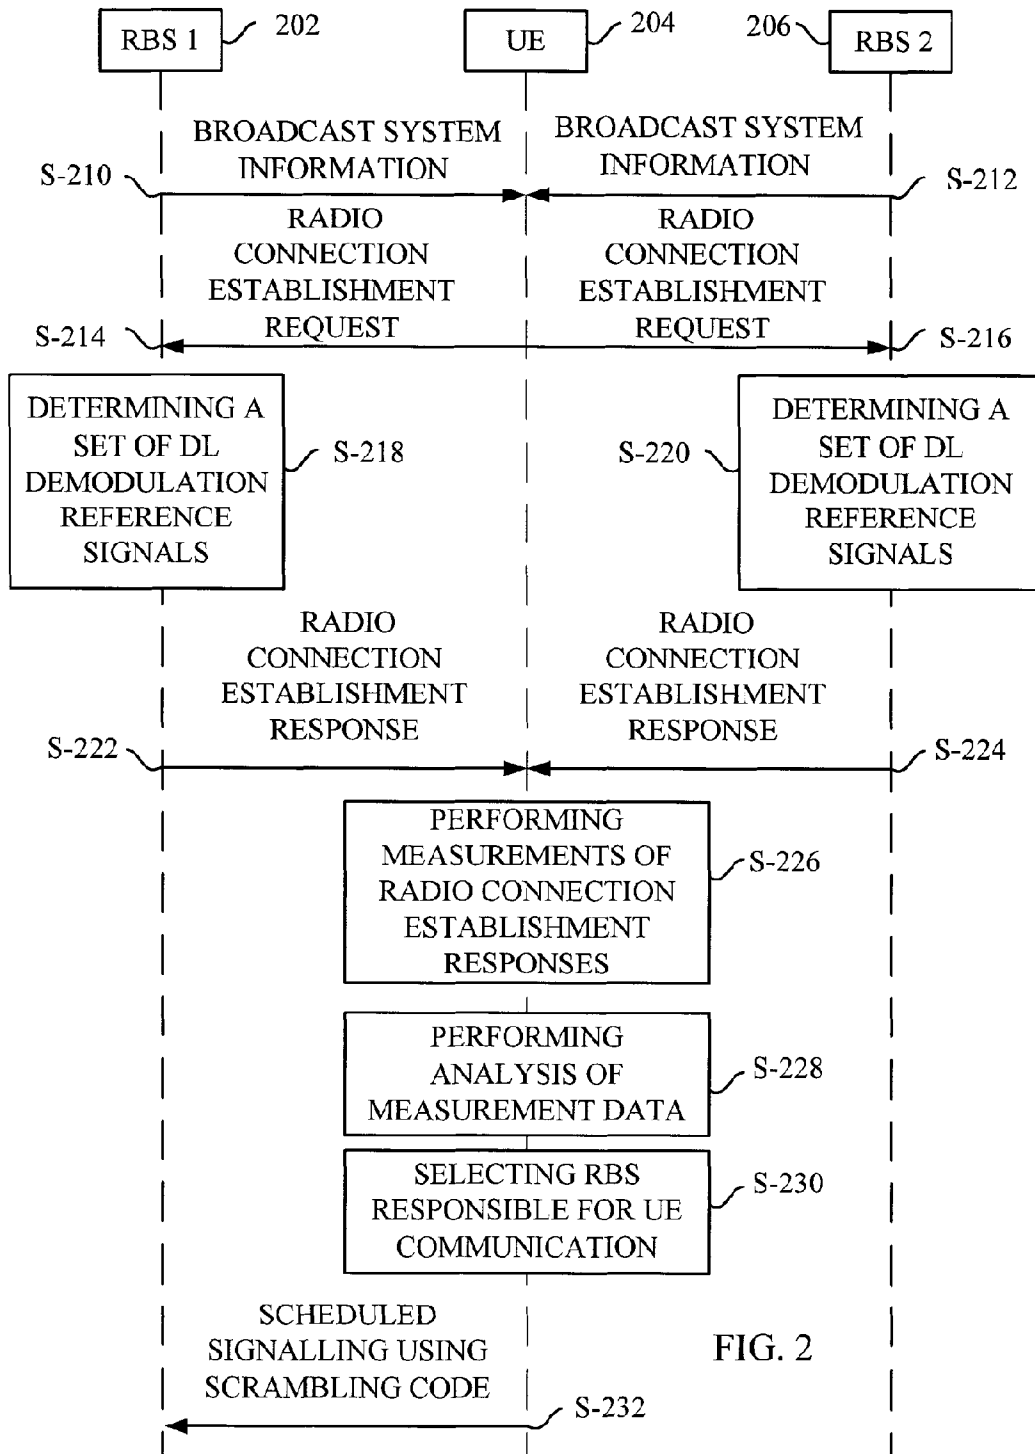 RBS 1
202
UE
204
206
RBS 2
BROADCAST SYSTEM
INFORMATION
BROADCAST SYSTEM
INFORMATION
S-210
S-212
RADIO
CONNECTION
ESTABLISHMENT
REQUEST
RADIO
CONNECTION
ESTABLISHMENT
REQUEST
S-214
S-216
DETERMINING A
SET OF DL
DEMODULATION
REFERENCE
SIGNALS
S-218
S-220
DETERMINING A
SET OF DL
DEMODULATION
REFERENCE
SIGNALS
RADIO
CONNECTION
ESTABLISHMENT
RESPONSE
RADIO
CONNECTION
ESTABLISHMENT
RESPONSE
S-222
S-224
PERFORMING
MEASUREMENTS OF
RADIO CONNECTION
ESTABLISHMENT
RESPONSES
S-226
PERFORMING
ANALYSIS OF
MEASUREMENT DATA
S-228
SELECTING RBS
RESPONSIBLE FOR UE
COMMUNICATION
S-230
SCHEDULED
SIGNALLING USING
SCRAMBLING CODE
FIG. 2
S-232